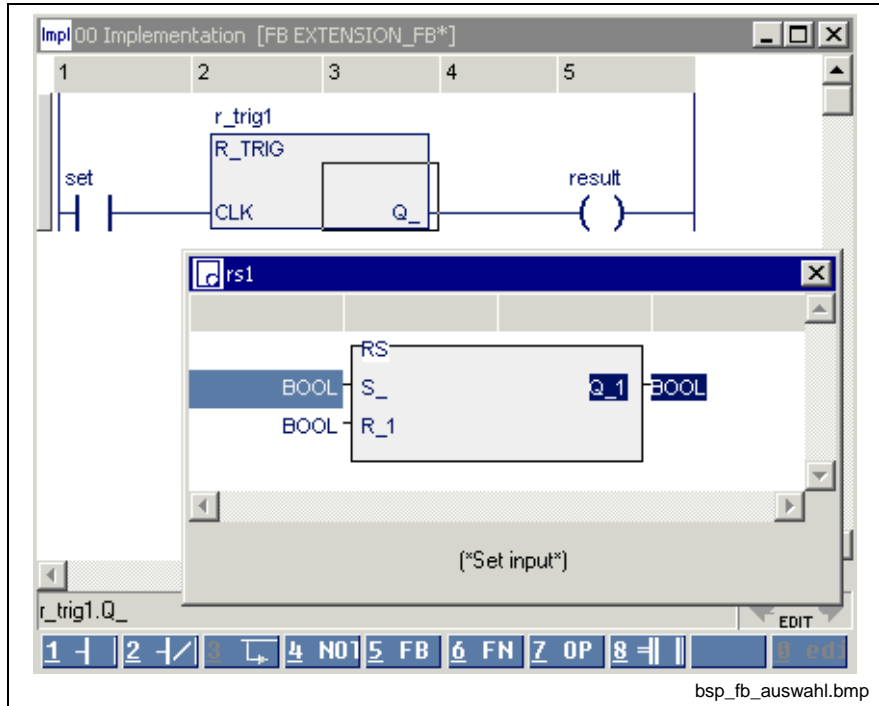 Impl 00 Implementation [FB EXTENSION_FB*]
1 2 3 4 5
r_trig1
R_TRIG
set result
CLK Q_
rs1
RS
BOOL S_ Q_1 BOOL
BOOL R_1
(*Set input*)
r_trig1.Q_
EDIT
1 2 3 4 NOT 5 FB 6 FN 7 OP 8 0 edi
bsp_fb_auswahl.bmp